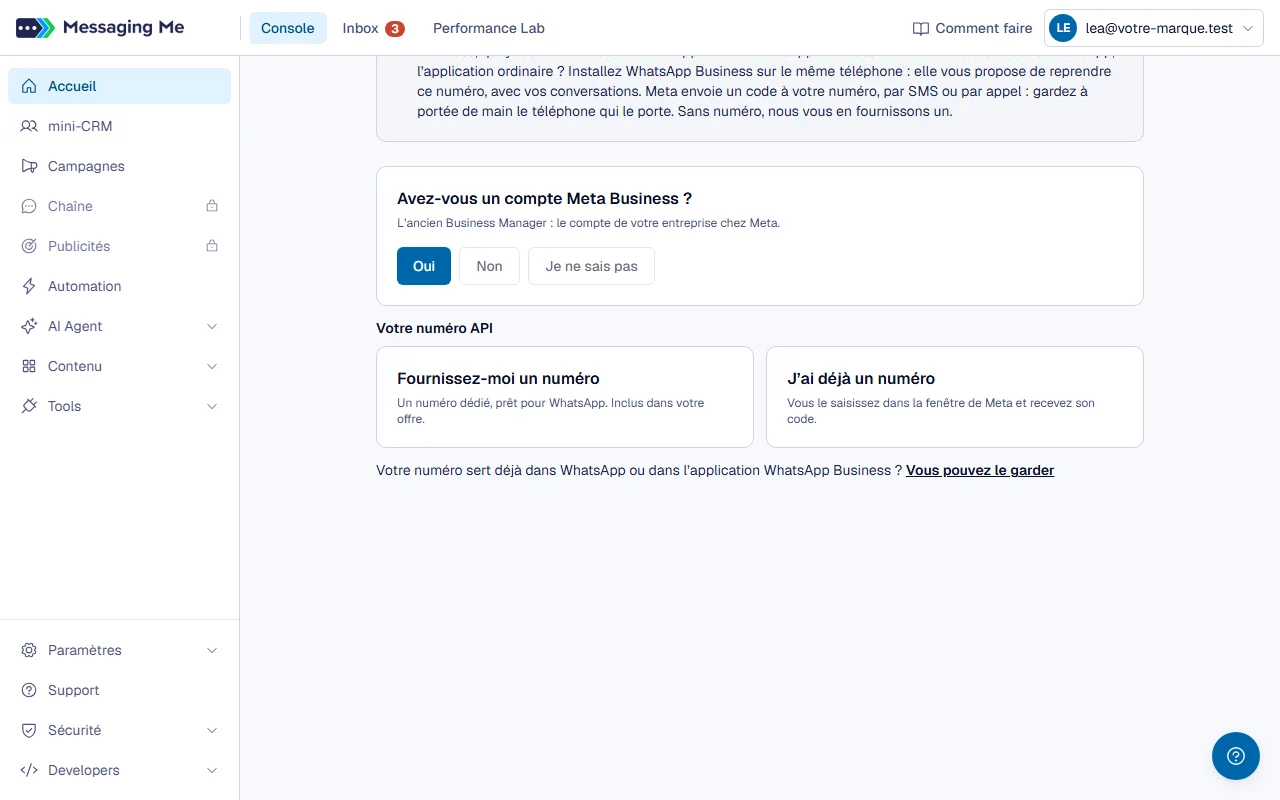 Messaging Me
Console
Inbox 3
Performance Lab
Comment faire
LE lea@votre-marque.test
Accueil
mini-CRM
Campagnes
Chaîne
Publicités
Automation
AI Agent
Contenu
Tools
Paramètres
Support
Sécurité
Developers
l'application ordinaire ? Installez WhatsApp Business sur le même téléphone : elle vous propose de reprendre
ce numéro, avec vos conversations. Meta envoie un code à votre numéro, par SMS ou par appel : gardez à
portée de main le téléphone qui le porte. Sans numéro, nous vous en fournissons un.
Avez-vous un compte Meta Business ?
L'ancien Business Manager : le compte de votre entreprise chez Meta.
Oui
Non
Je ne sais pas
Votre numéro API
Fournissez-moi un numéro
Un numéro dédié, prêt pour WhatsApp. Inclus dans votre
offre.
J'ai déjà un numéro
Vous le saisissez dans la fenêtre de Meta et recevez son
code.
Votre numéro sert déjà dans WhatsApp ou dans l'application WhatsApp Business ? Vous pouvez le garder